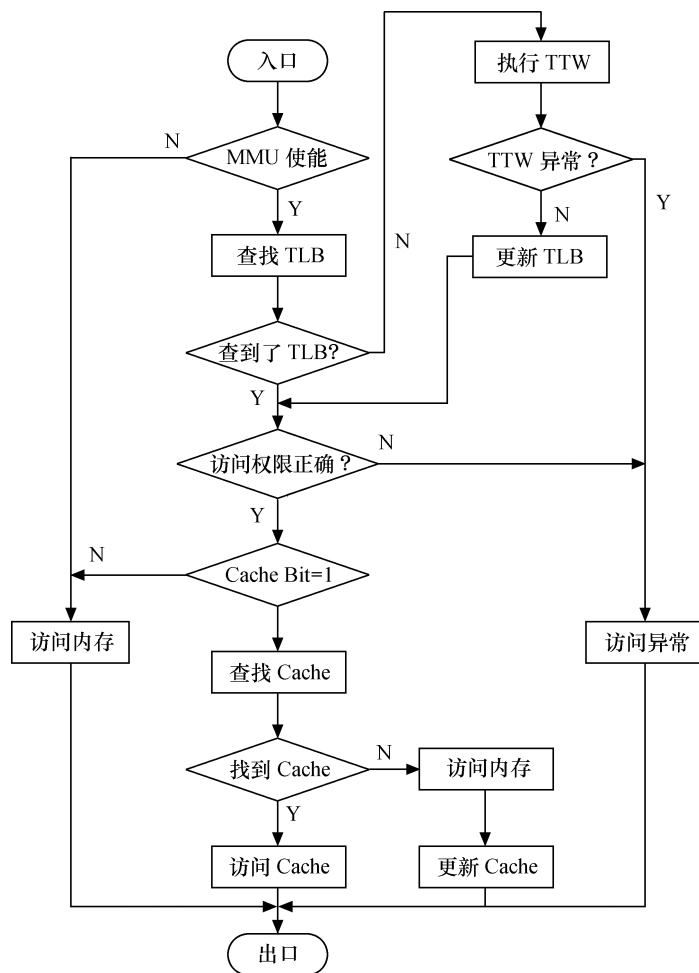 入口
执行 TTW
N
MMU 使能
TTW 异常？
Y
Y
N
查找 TLB
N
更新 TLB
查到了 TLB?
Y
N
访问权限正确？
Y
N
Cache Bit=1
访问内存
访问异常
查找 Cache
找到 Cache
N
访问内存
Y
访问 Cache
更新 Cache
出口